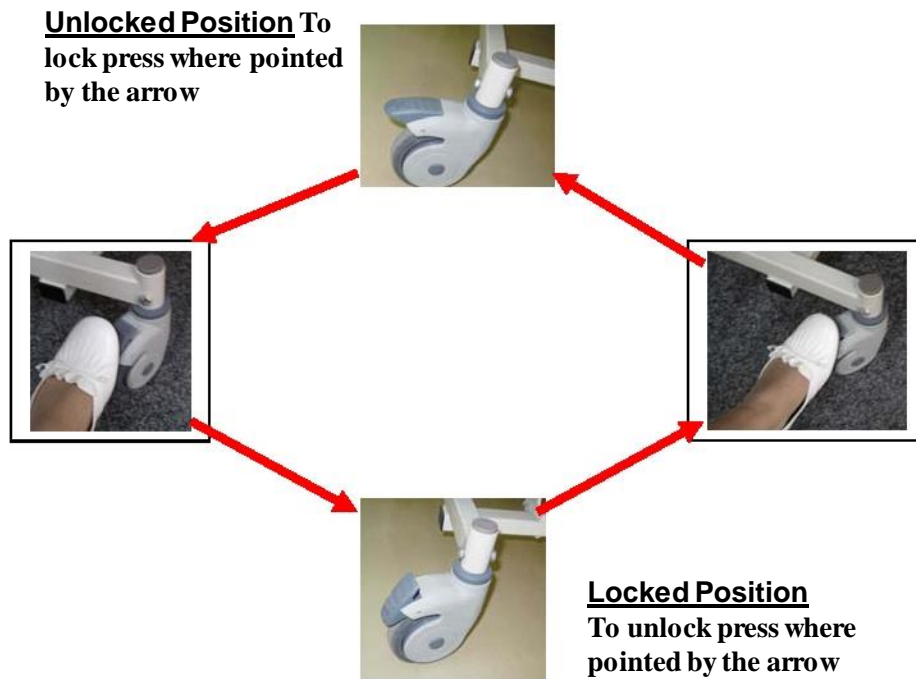 Unlocked Position To
lock press where pointed
by the arrow
Locked Position
To unlock press where
pointed by the arrow